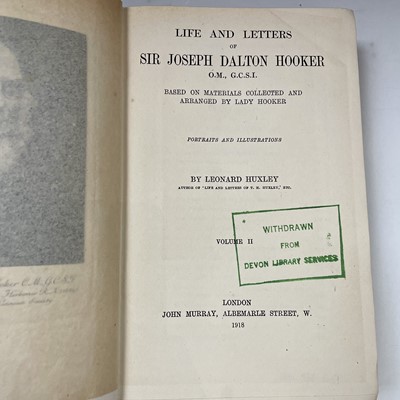 LIFE AND LETTERS
OF
SIR JOSEPH DALTON HOOKER
O.M., G.C.S.I.
BASED ON MATERIALS COLLECTED AND
ARRANGED BY LADY HOOKER
PORTRAITS AND ILLUSTRATIONS
BY LEONARD HUXLEY
AUTHOR OF "LIFE AND LETTERS OF T. H. HUXLEY," ETC.
VOLUME II
WITHDRAWN
FROM
DEVON LIBRARY SERVICES
LONDON
JOHN MURRAY, ALBEMARLE STREET, W.
1918